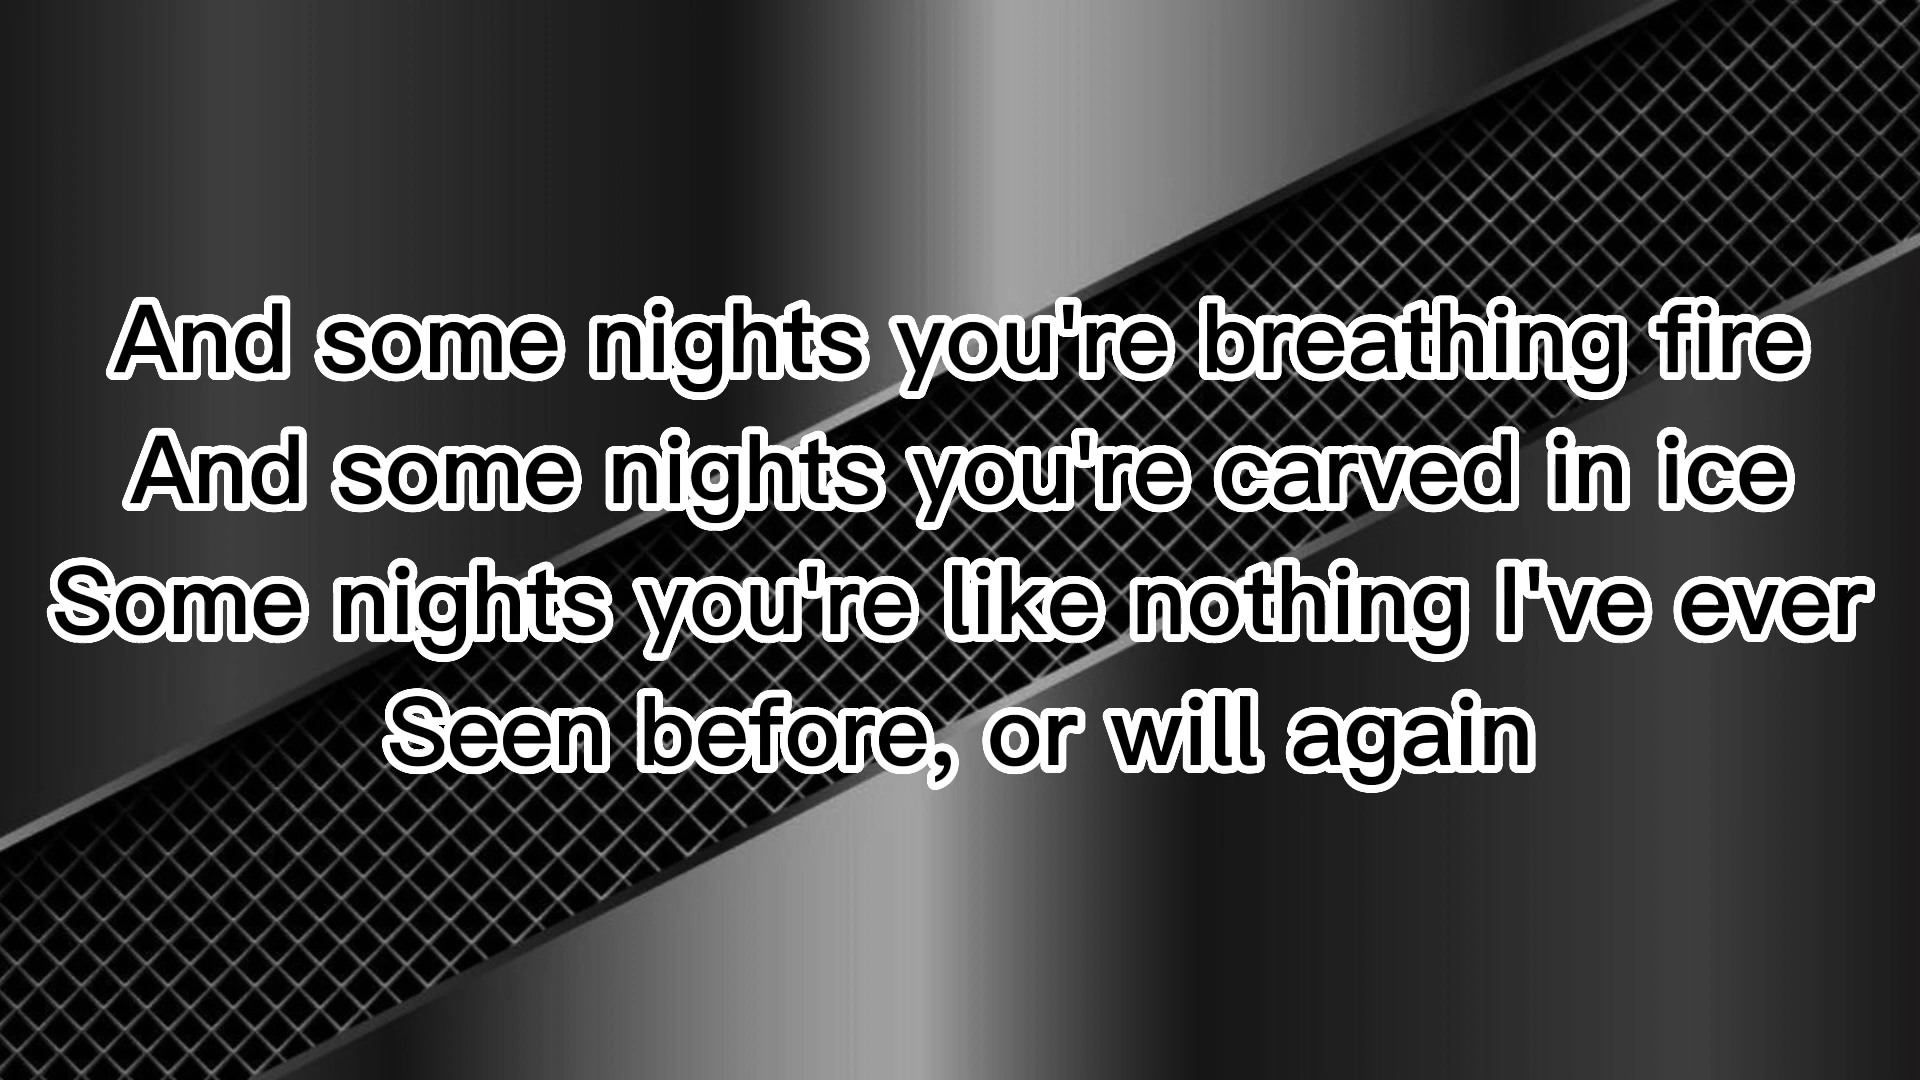 And some nights you're breathing fire
And some nights you're carved in ice
Some nights you're like nothing I've ever
Seen before, or will again